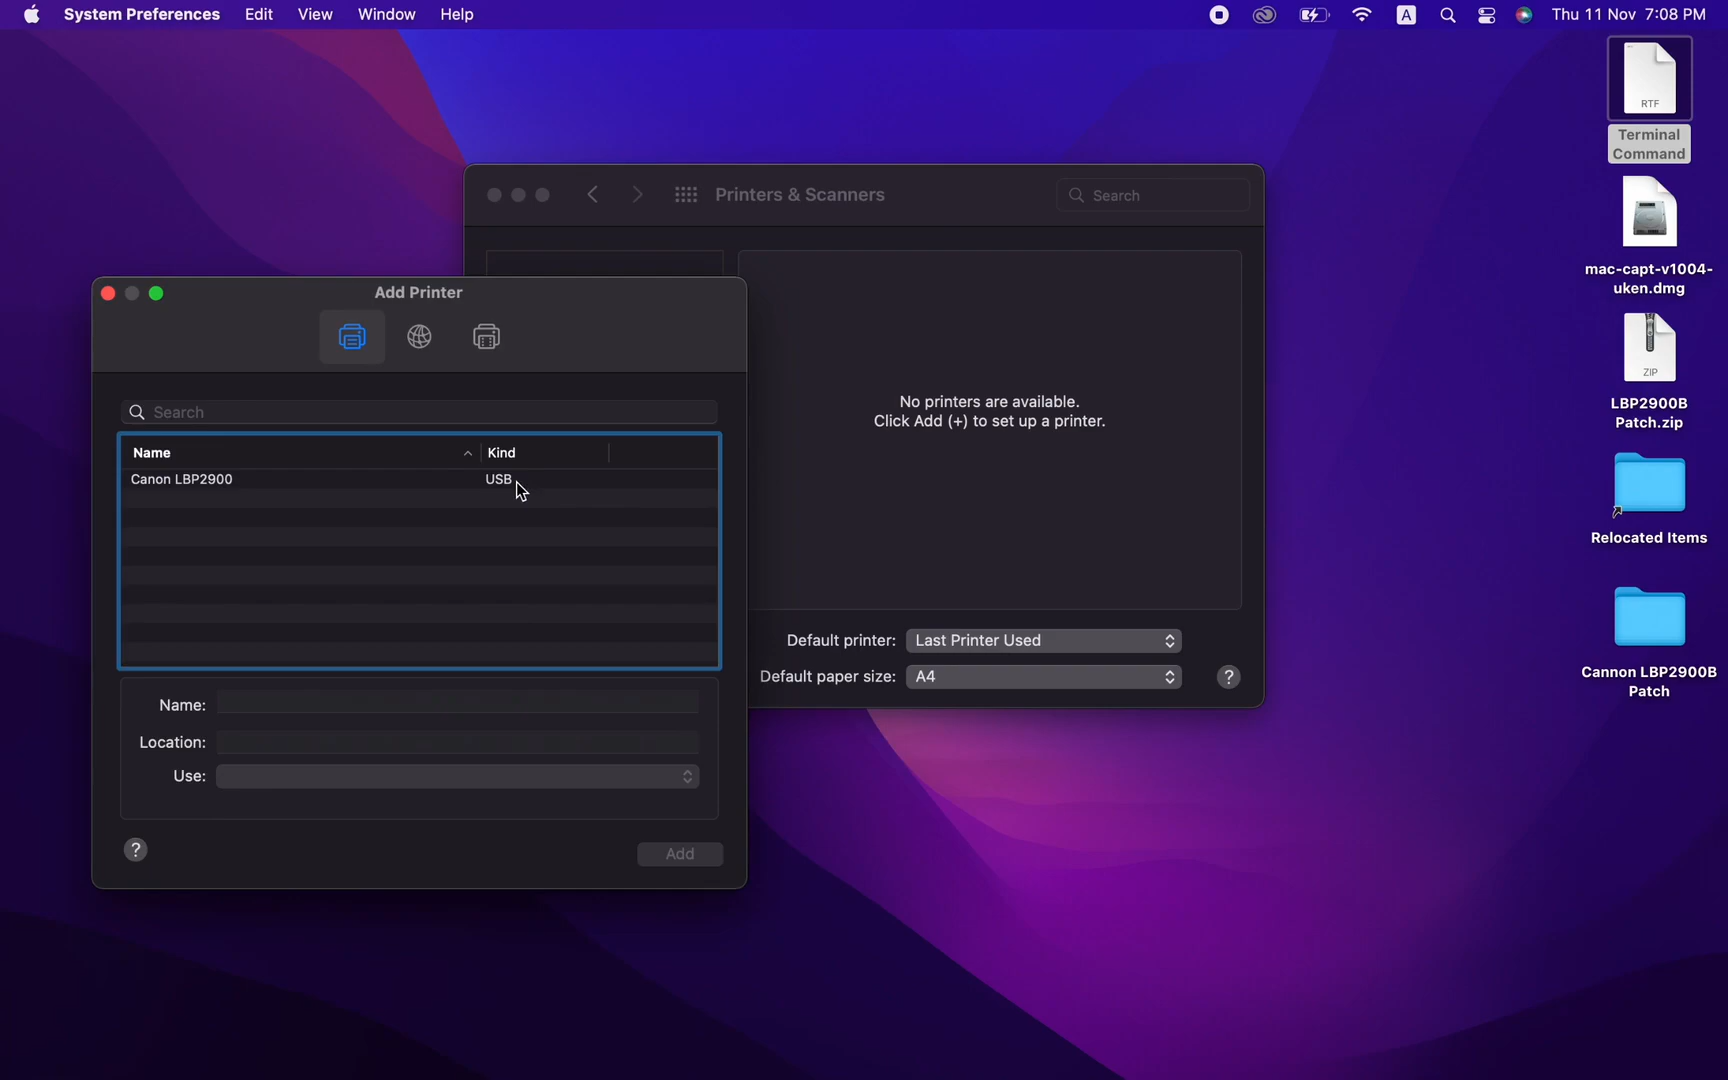 System Preferences Edit View Window Help
A Thu 11 Nov 7:08 PM
RTF
Terminal
Command
mac-capt-v1004-
uken.dmg
ZIP
LBP2900B
Patch.zip
Relocated Items
Cannon LBP2900B
Patch
Printers & Scanners
Search
No printers are available.
Click Add (+) to set up a printer.
Default printer: Last Printer Used
Default paper size: A4 ?
Add Printer
Search
Name Kind
Canon LBP2900 USB
Name:
Location:
Use:
? Add